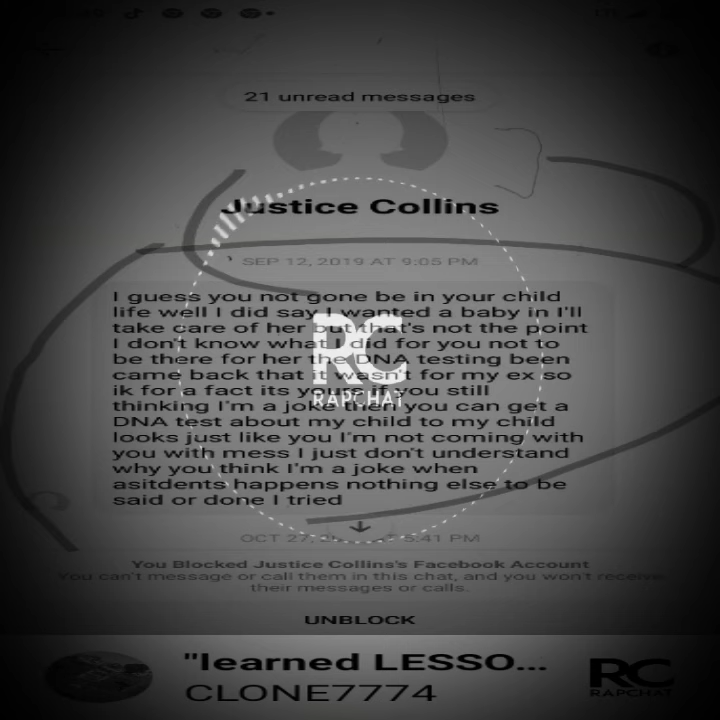 21 unread messages
Justice Collins
SEP 12, 2019 AT 9:05 PM
I guess you not gone be in your child
life well I did say I wanted a baby in I'll
take care of her but that's not the point
I don't know what I did for you not to
be there for her the DNA testing been
came back that it wasn't for my ex so
ik for a fact its yours if you still
thinking I'm a joke then you can get a
DNA test about my child to my child
looks just like you I'm not coming with
you with mess I just don't understand
why you think I'm a joke when
asitdents happens nothing else to be
said or done I tried
RC
RAPCHAT
OCT 27, AT 5:41 PM
You Blocked Justice Collins's Facebook Account
You can't message or call them in this chat, and you won't receive
their messages or calls.
UNBLOCK
"learned LESSO...
CLONE7774
RC
RAPCHAT